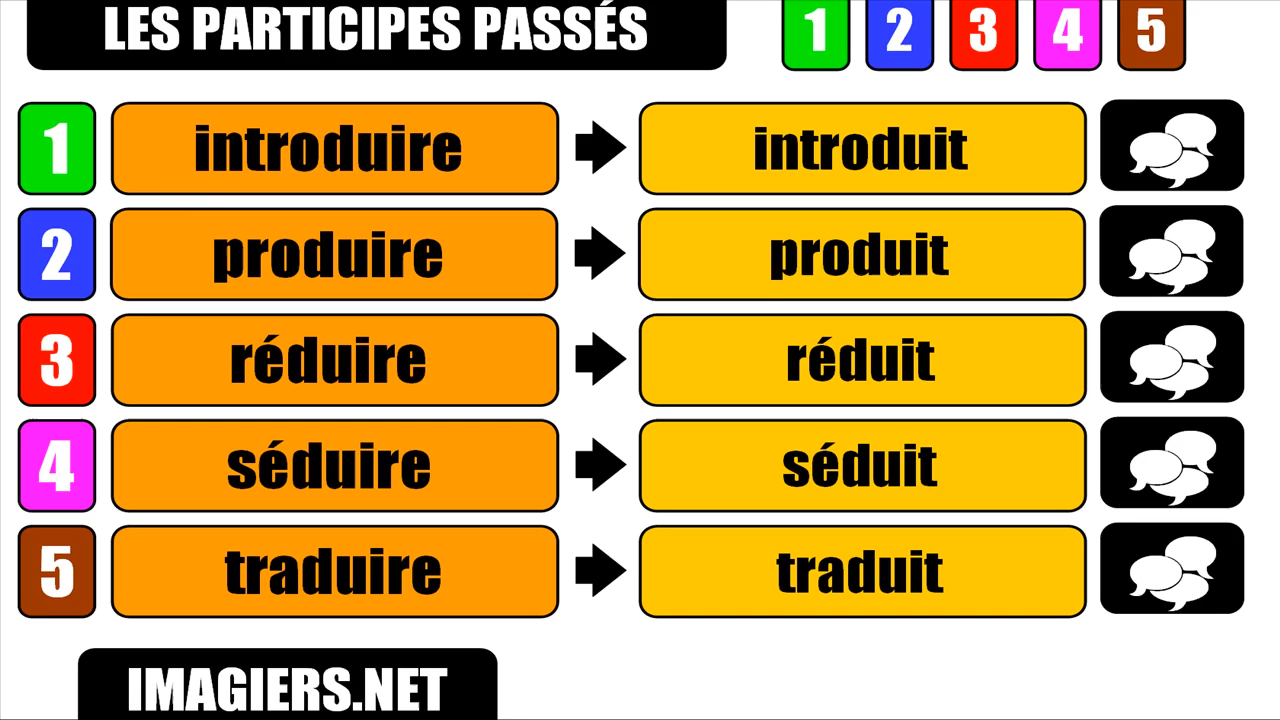 LES PARTICIPES PASSÉS 1 2 3 4 5
1 introduire introduit
2 produire produit
3 réduire réduit
4 séduire séduit
5 traduire traduit
IMAGIERS.NET